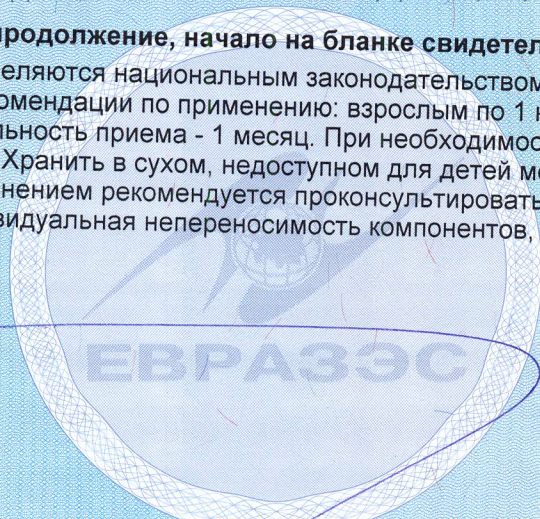 продолжение, начало на бланке свидетел
еляются национальным законодательством
омендации по применению: взрослым по 1 к
льность приема - 1 месяц. При необходимос
Хранить в сухом, недоступном для детей ме
нением рекомендуется проконсультировать
видуальная непереносимость компонентов,
ЕВРАЗЭС